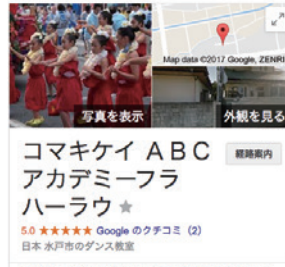 Map data ©2017 Google, ZENRI
写真を表示
外観を見る
コマキケイ ABC
アカデミーフラ
ハーラウ
経路案内
5.0 ★★★★★ Google のクチコミ（2）
日本 水戸市のダンス教室